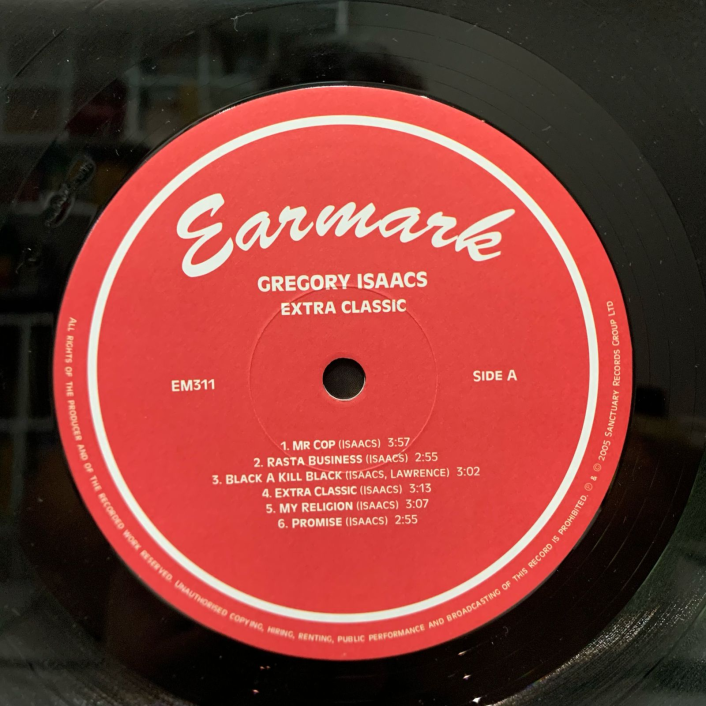 Earmark
GREGORY ISAACS
EXTRA CLASSIC
EM311
SIDE A
1. MR COP (ISAACS) 3:57
2. RASTA BUSINESS (ISAACS) 2:55
3. BLACK A KILL BLACK (ISAACS, LAWRENCE) 3:02
4. EXTRA CLASSIC (ISAACS) 3:13
5. MY RELIGION (ISAACS) 3:07
6. PROMISE (ISAACS) 2:55
ALL RIGHTS OF THE PRODUCER AND OF THE RECORDED WORK RESERVED. UNAUTHORISED COPYING, HIRING, RENTING, PUBLIC PERFORMANCE AND BROADCASTING OF THIS RECORD IS PROHIBITED. ℗ & © 2005 SANCTUARY RECORDS GROUP LTD